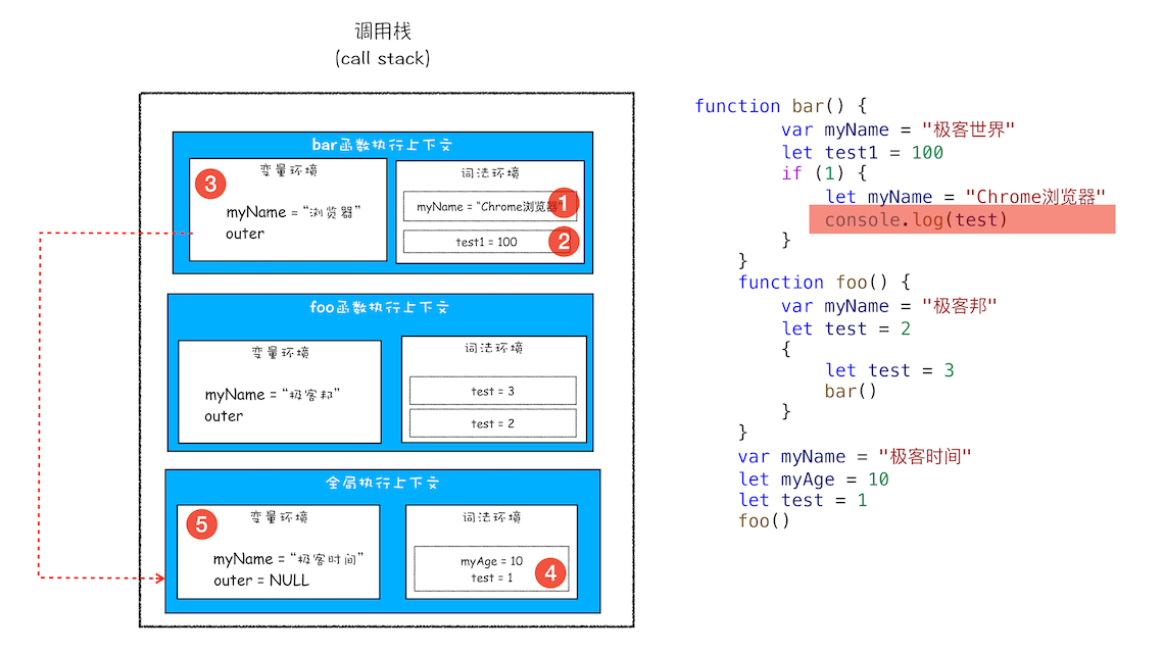 调用栈
(call stack)
bar函数执行上下文
变量环境
3
myName = “浏览器”
outer
词法环境
myName = “Chrome浏览器”
1
test1 = 100
2
foo函数执行上下文
变量环境
myName = “极客邦”
outer
词法环境
test = 3
test = 2
全局执行上下文
5
变量环境
myName = “极客时间”
outer = NULL
词法环境
myAge = 10
test = 1
4
function bar() {
var myName = "极客世界"
let test1 = 100
if (1) {
let myName = "Chrome浏览器"
console.log(test)
}
}
function foo() {
var myName = "极客邦"
let test = 2
{
let test = 3
bar()
}
}
var myName = "极客时间"
let myAge = 10
let test = 1
foo()